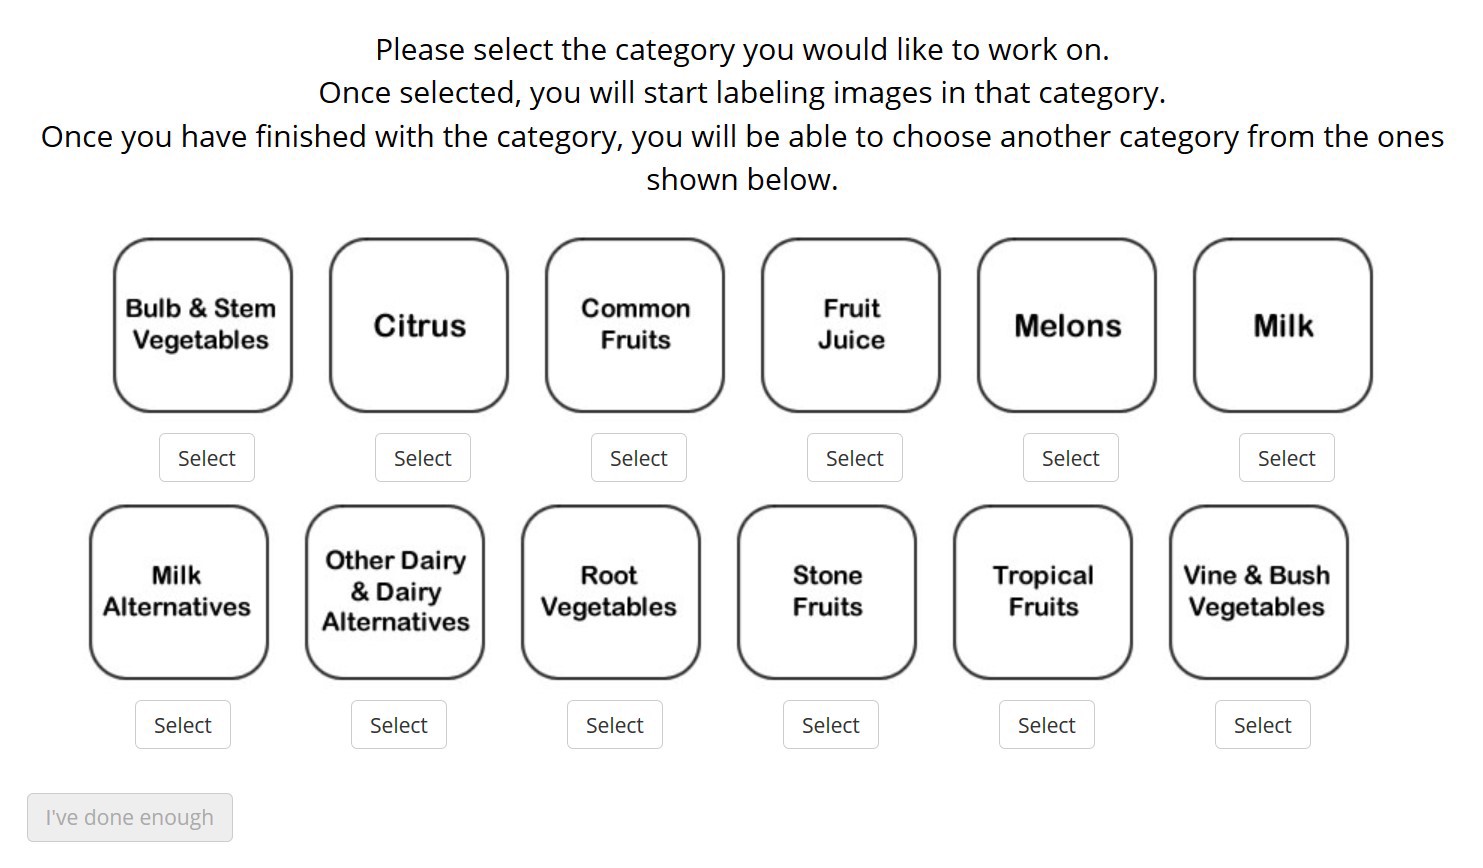 Please select the category you would like to work on.
Once selected, you will start labeling images in that category.
Once you have finished with the category, you will be able to choose another category from the ones
shown below.
Bulb & Stem
Vegetables
Citrus
Common
Fruits
Fruit
Juice
Melons
Milk
Select
Select
Select
Select
Select
Select
Milk
Alternatives
Other Dairy
& Dairy
Alternatives
Root
Vegetables
Stone
Fruits
Tropical
Fruits
Vine & Bush
Vegetables
Select
Select
Select
Select
Select
Select
I've done enough